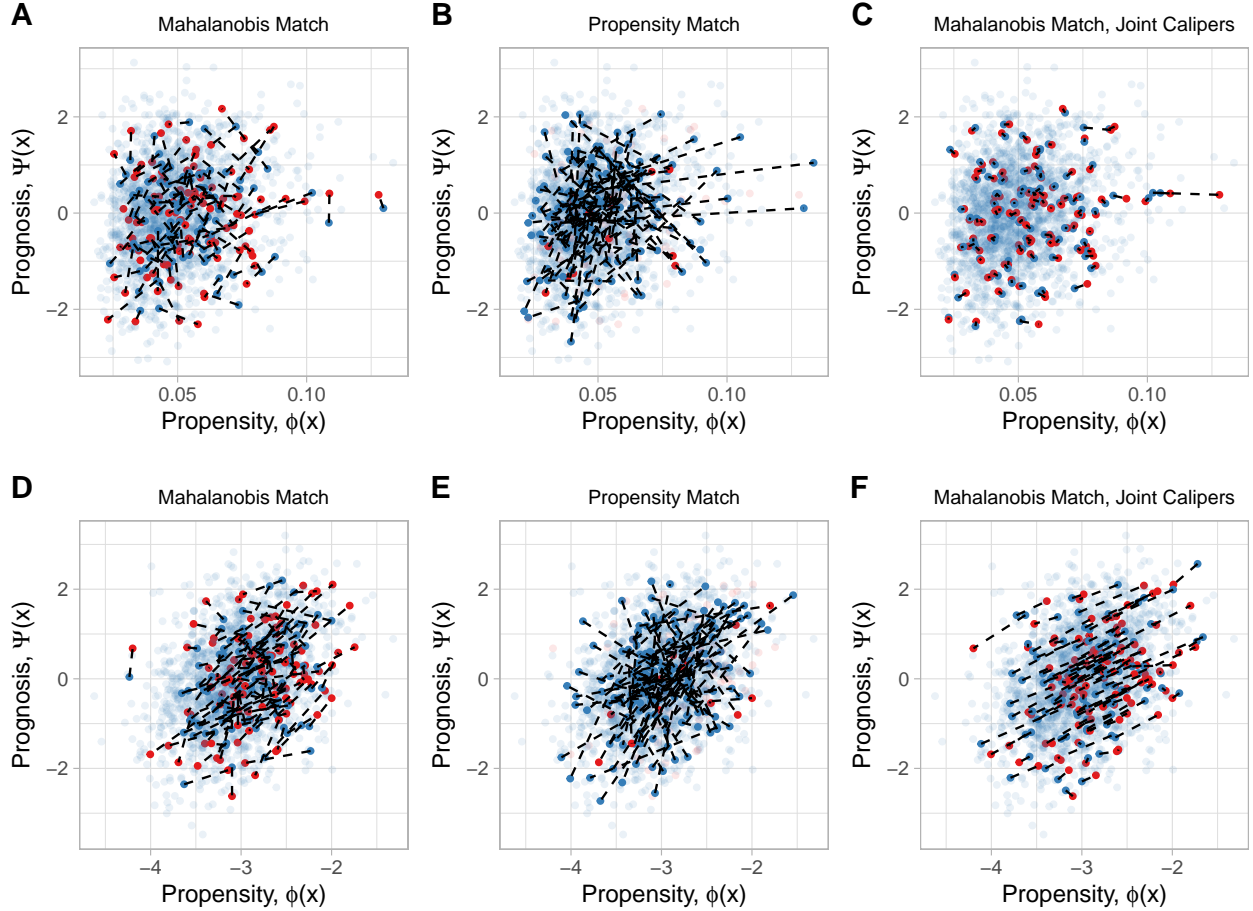 A
Mahalanobis Match
B
Propensity Match
C
Mahalanobis Match, Joint Calipers
Prognosis, Ψ(x)
2
0
−2
0.05
0.10
Propensity, ϕ(x)
Prognosis, Ψ(x)
2
0
−2
0.05
0.10
Propensity, ϕ(x)
Prognosis, Ψ(x)
2
0
−2
0.05
0.10
Propensity, ϕ(x)
D
Mahalanobis Match
E
Propensity Match
F
Mahalanobis Match, Joint Calipers
Prognosis, Ψ(x)
2
0
−2
−4
−3
−2
Propensity, ϕ(x)
Prognosis, Ψ(x)
2
0
−2
−4
−3
−2
Propensity, ϕ(x)
Prognosis, Ψ(x)
2
0
−2
−4
−3
−2
Propensity, ϕ(x)